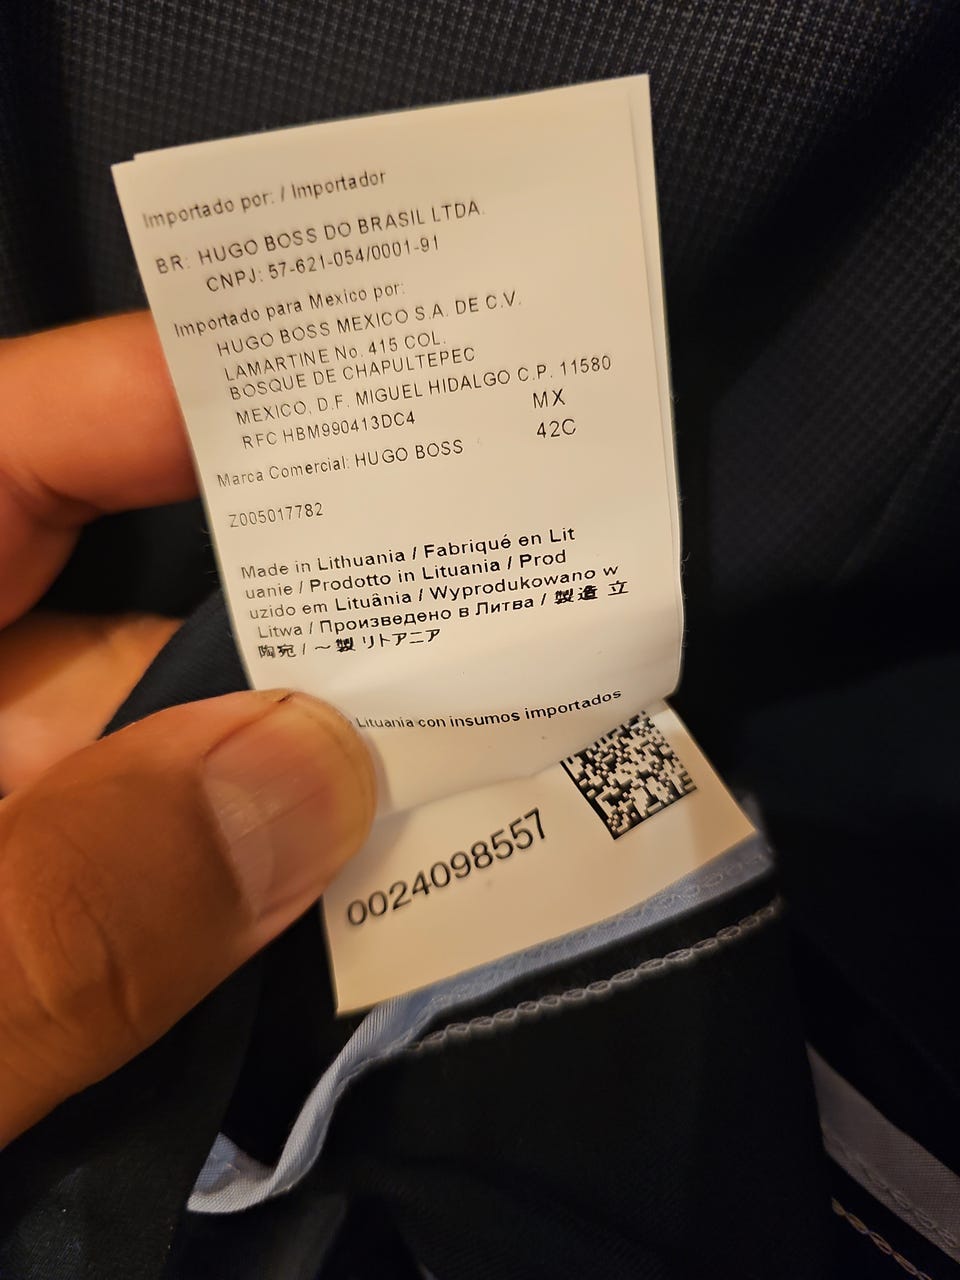 Importado por: / Importador
BR: HUGO BOSS DO BRASIL LTDA.
CNPJ: 57-621-054/0001-91
Importado para Mexico por:
HUGO BOSS MEXICO S.A. DE C.V.
LAMARTINE No. 415 COL.
BOSQUE DE CHAPULTEPEC
MEXICO, D.F. MIGUEL HIDALGO C.P. 11580
RFC HBM990413DC4 MX
Marca Comercial: HUGO BOSS 42C
Z005017782
Made in Lithuania / Fabriqué en Lit
uanie / Prodotto in Lituania / Prod
uzido em Lituânia / Wyprodukowano w
Litwa / Произведено в Литва / 製造 立
陶宛 / ～製 リトアニア
Lituania con insumos importados
0024098557